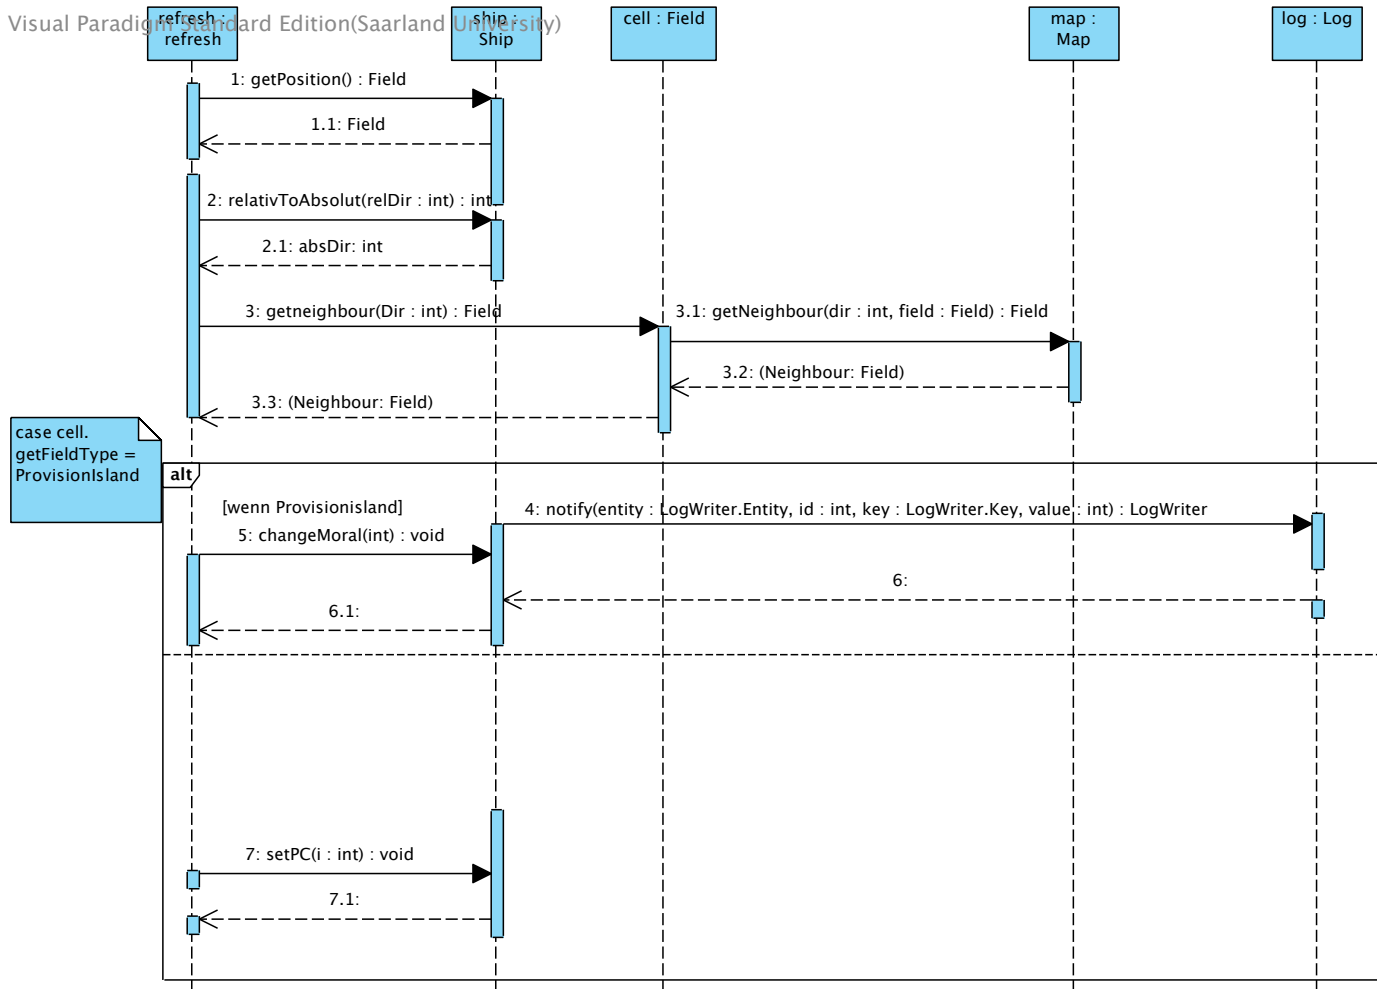 Visual Paradigm Standard Edition(Saarland University)
refresh :
refresh
ship :
Ship
cell : Field
map :
Map
log : Log
1: getPosition() : Field
1.1: Field
2: relativToAbsolut(relDir : int) : int
2.1: absDir: int
3: getneighbour(Dir : int) : Field
3.1: getNeighbour(dir : int, field : Field) : Field
3.2: (Neighbour: Field)
3.3: (Neighbour: Field)
case cell.
getFieldType =
ProvisionIsland
alt
[wenn Provisionisland]
4: notify(entity : LogWriter.Entity, id : int, key : LogWriter.Key, value : int) : LogWriter
5: changeMoral(int) : void
6:
6.1:
7: setPC(i : int) : void
7.1: